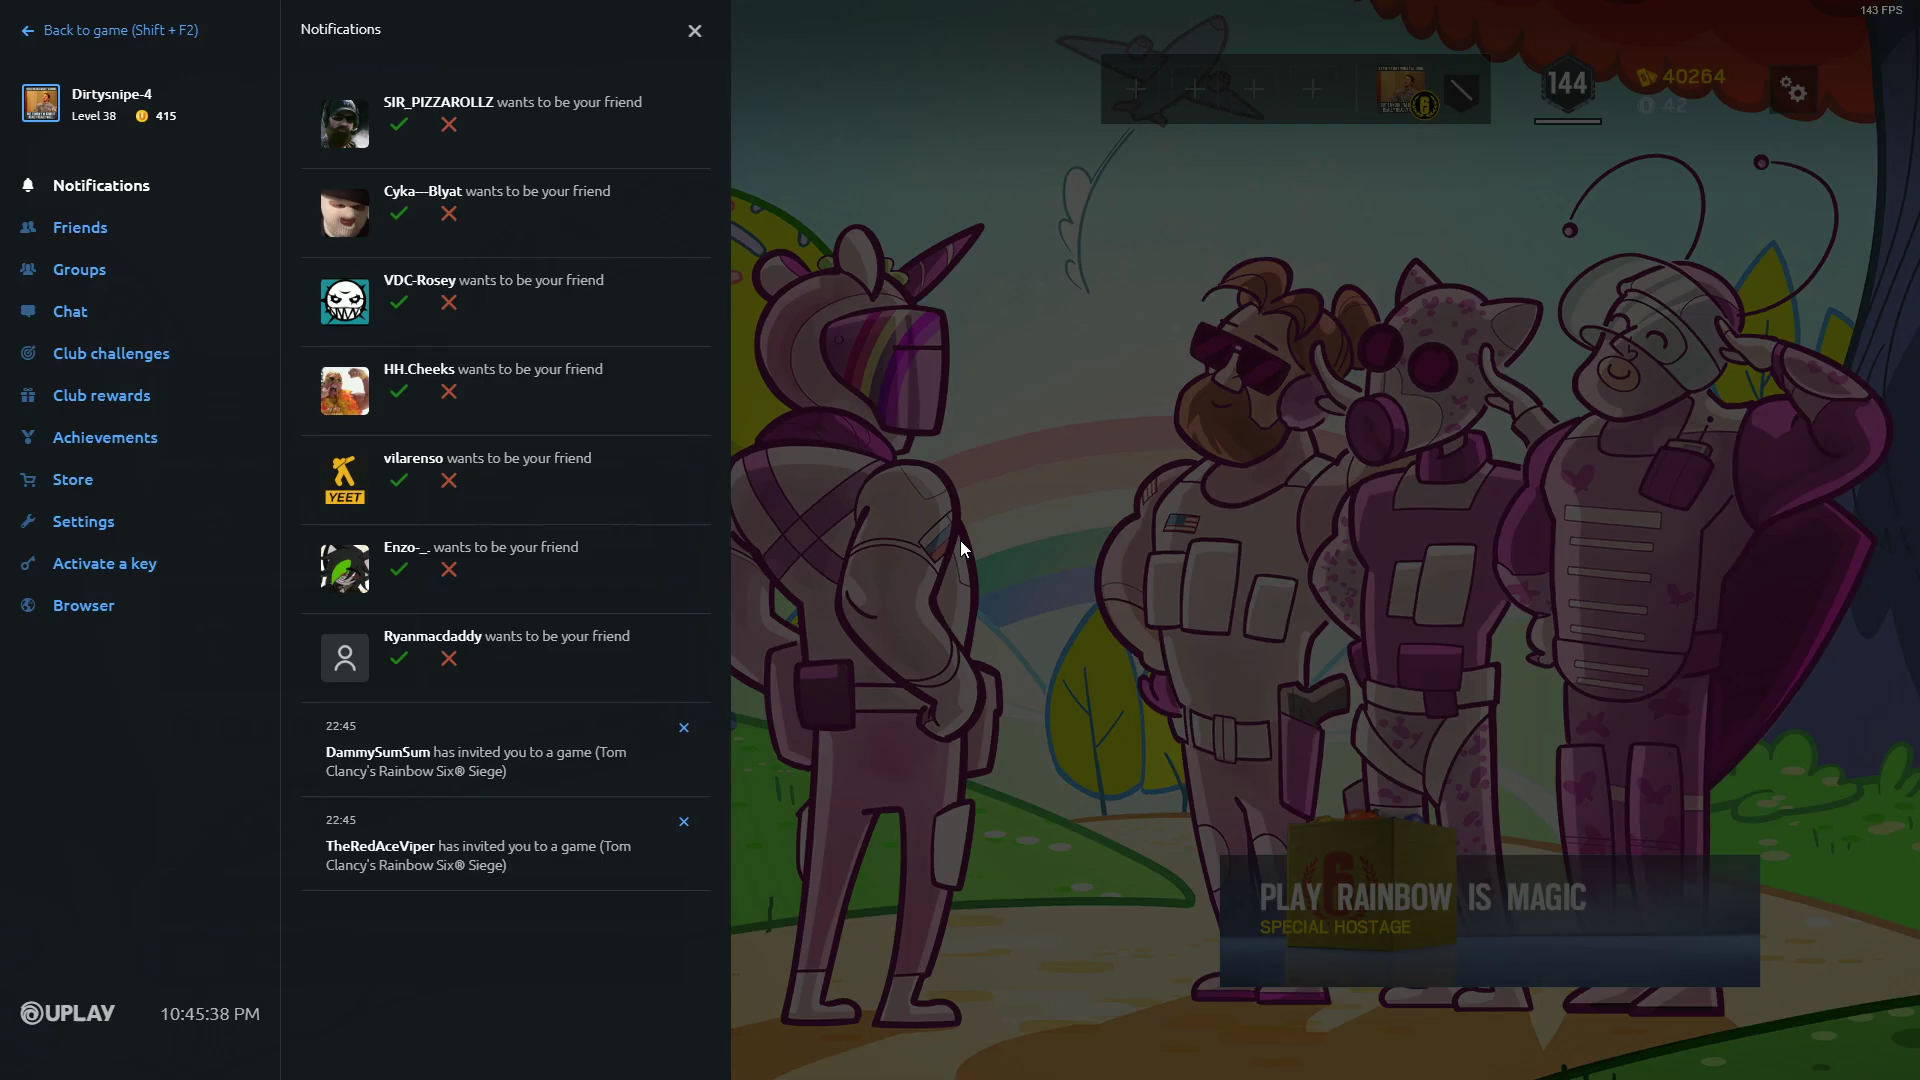 Back to game (Shift + F2)
Dirtysnipe-4
Level 38 415
Notifications
Friends
Groups
Chat
Club challenges
Club rewards
Achievements
Store
Settings
Activate a key
Browser
UPLAY 10:45:38 PM
Notifications
SIR_PIZZAROLLZ wants to be your friend
Cyka---Blyat wants to be your friend
VDC-Rosey wants to be your friend
HH.Cheeks wants to be your friend
vilarenso wants to be your friend
YEET
Enzo-_. wants to be your friend
Ryanmacdaddy wants to be your friend
22:45
DammySumSum has invited you to a game (Tom
Clancy's Rainbow Six® Siege)
22:45
TheRedAceViper has invited you to a game (Tom
Clancy's Rainbow Six® Siege)
143 FPS
144
40264
42
6
PLAY RAINBOW IS MAGIC
SPECIAL HOSTAGE